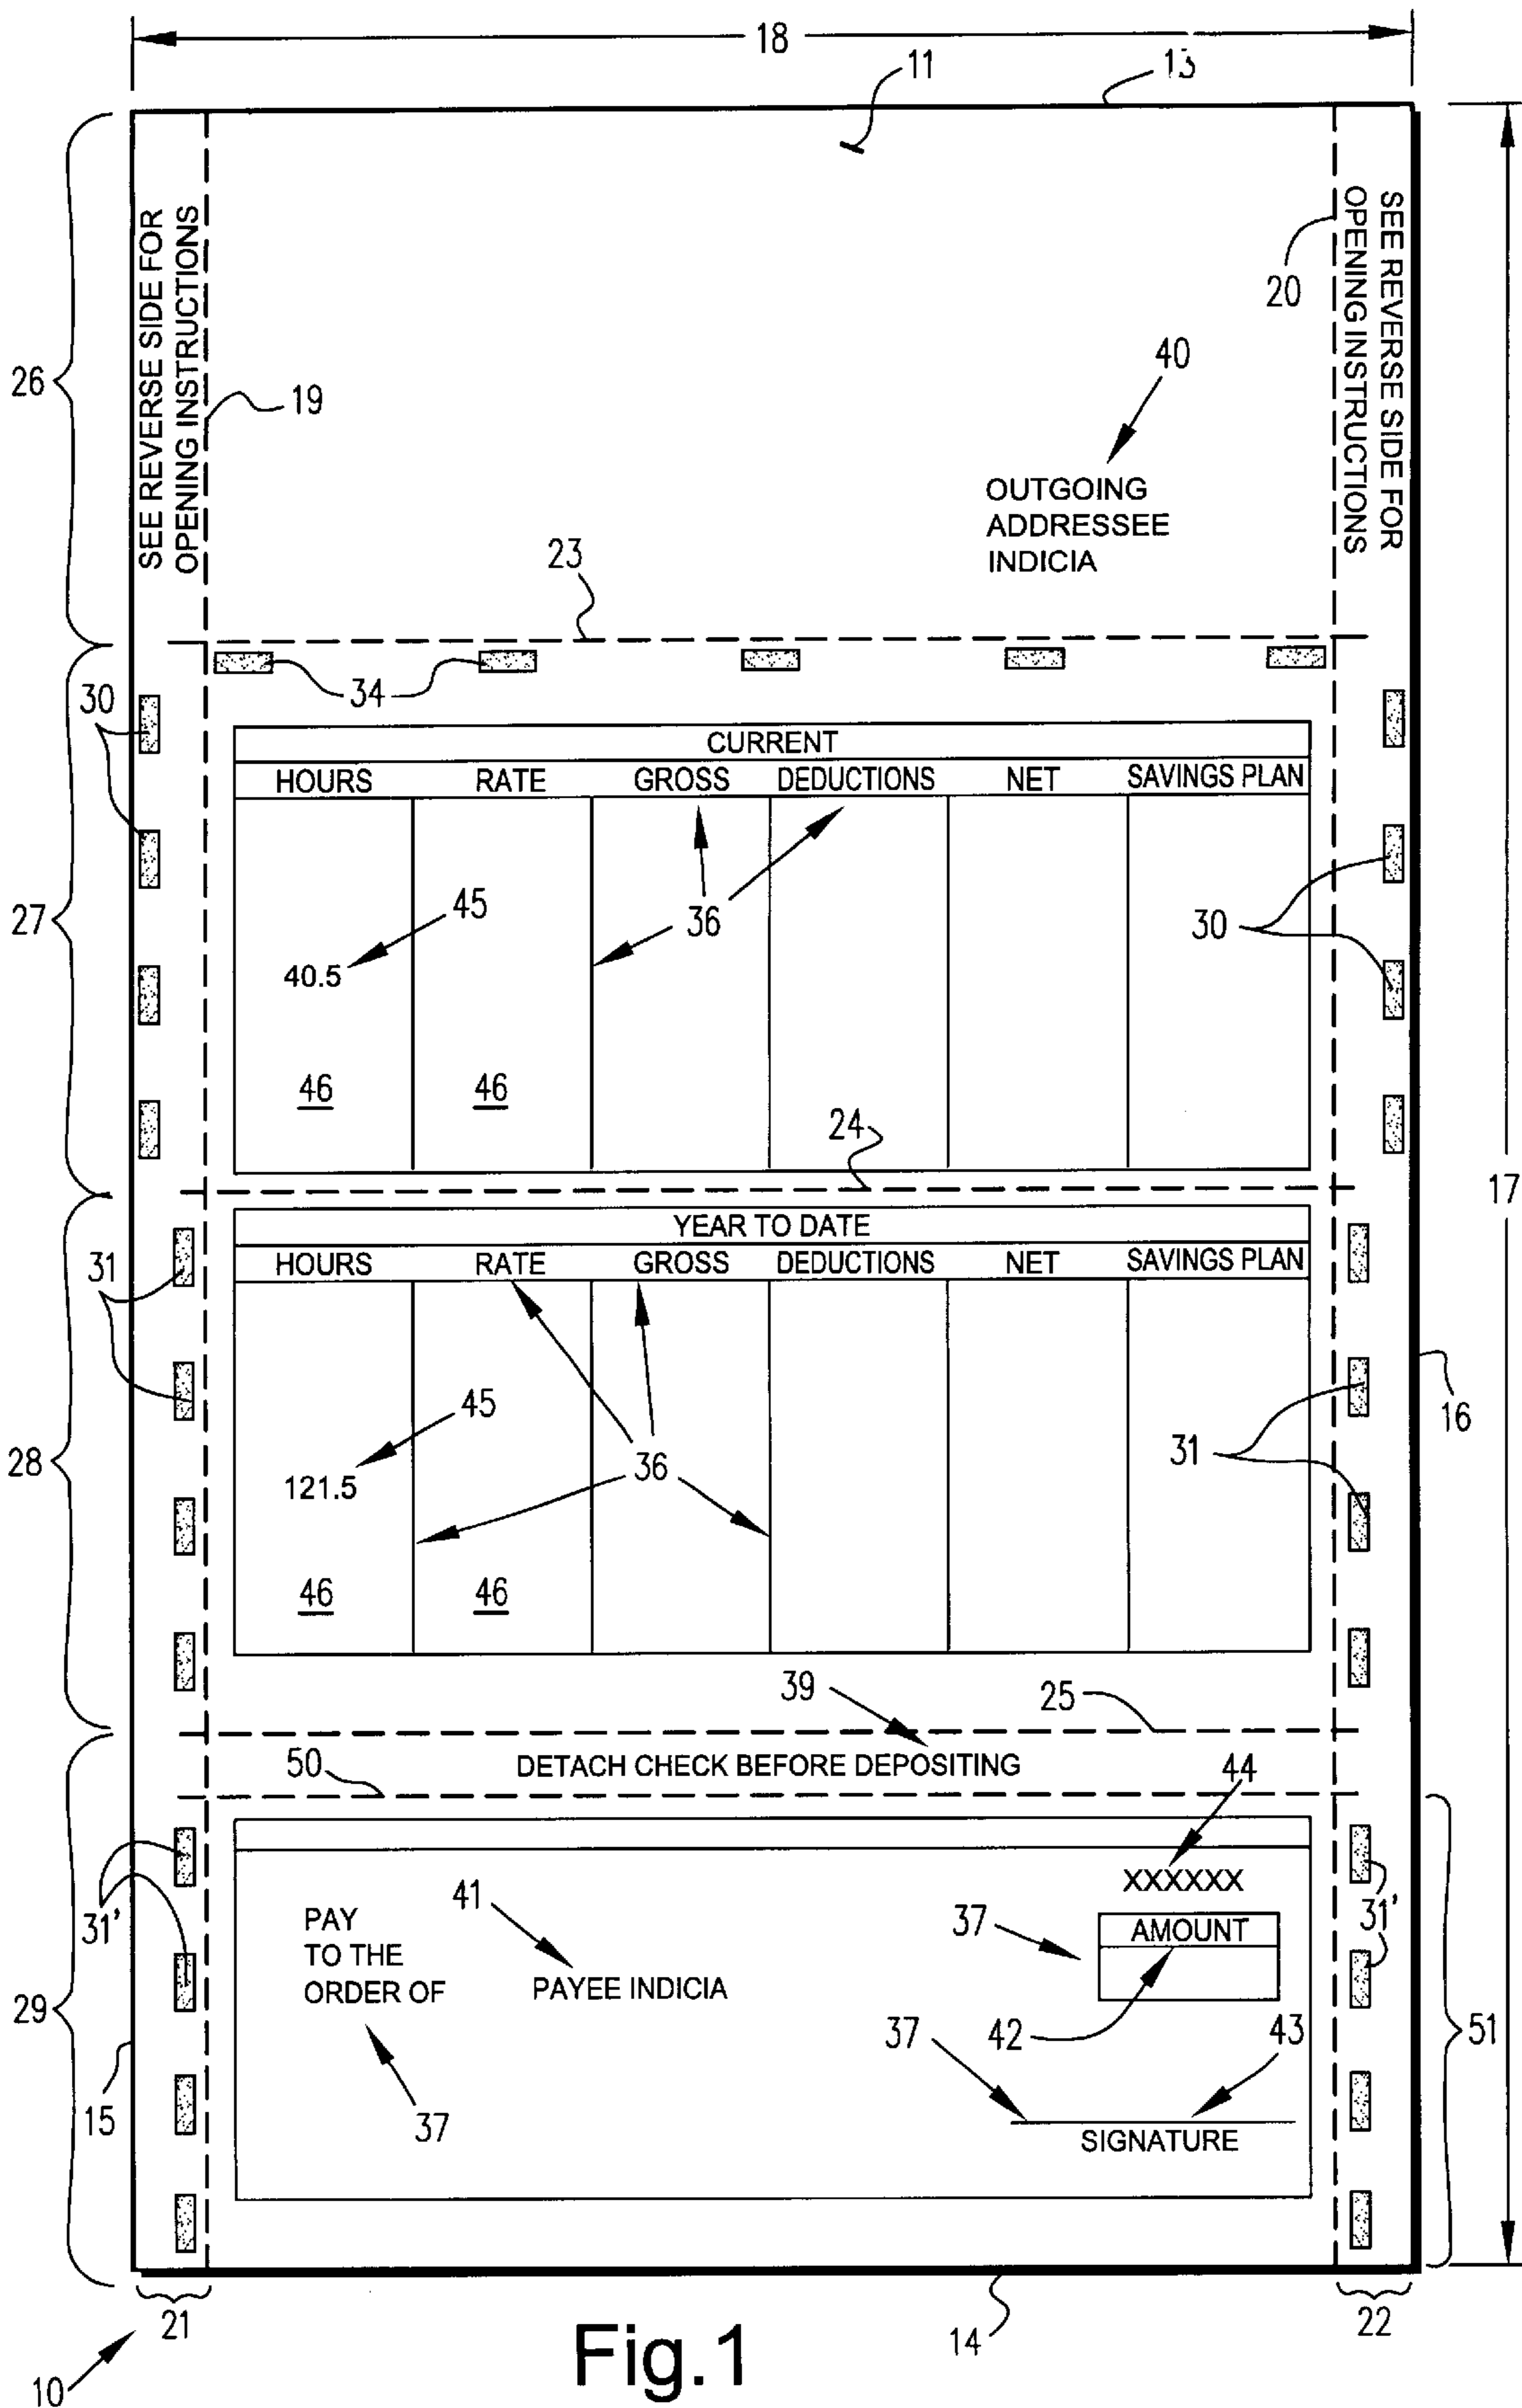 18
11
13
SEE REVERSE SIDE FOR
OPENING INSTRUCTIONS
SEE REVERSE SIDE FOR
OPENING INSTRUCTIONS
20
26
19
40
OUTGOING
ADDRESSEE
INDICIA
23
34
30
CURRENT
HOURS RATE GROSS DEDUCTIONS NET SAVINGS PLAN
27
45
36
30
40.5
46 46
24
17
YEAR TO DATE
HOURS RATE GROSS DEDUCTIONS NET SAVINGS PLAN
31
45
16
28
36
31
121.5
46 46
39
25
DETACH CHECK BEFORE DEPOSITING
50
44
XXXXXX
41
31'
PAY
TO THE
ORDER OF
PAYEE INDICIA
37
AMOUNT
31'
29
37
42
43
51
15
37
SIGNATURE
21
22
14
10
Fig.1